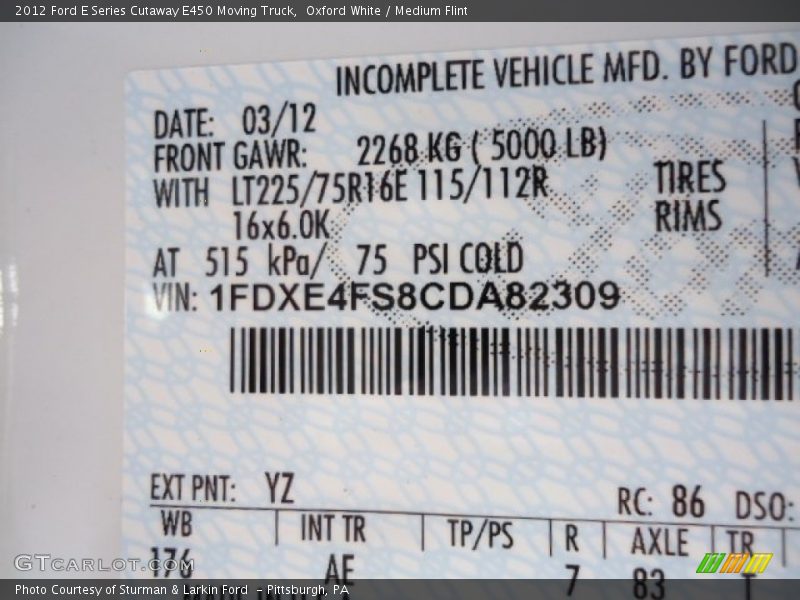 2012 Ford E Series Cutaway E450 Moving Truck,  Oxford White / Medium Flint
INCOMPLETE VEHICLE MFD. BY FORD
DATE: 03/12
FRONT GAWR: 2268 KG ( 5000 LB)
WITH LT225/75R16E 115/112R TIRES
16x6.0K RIMS
AT 515 kPa/ 75 PSI COLD
VIN: 1FDXE4FS8CDA82309
EXT PNT: YZ RC: 86 DSO:
WB INT TR TP/PS R AXLE TR
176 AE 7 83
GTCARLOT.COM
Photo Courtesy of Sturman & Larkin Ford  – Pittsburgh, PA